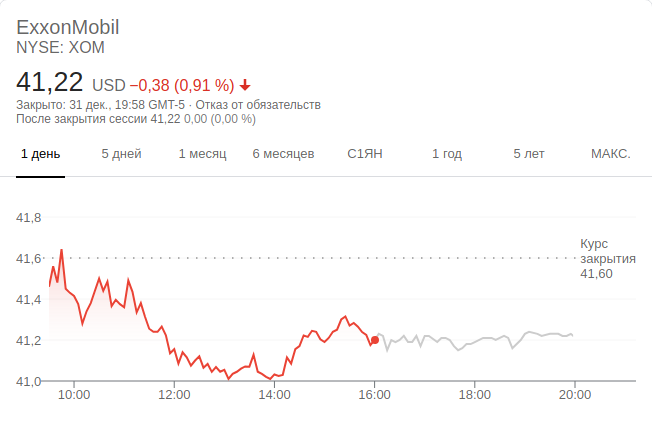 ExxonMobil
NYSE: XOM
41,22 USD −0,38 (0,91 %)
Закрыто: 31 дек., 19:58 GMT-5 · Отказ от обязательств
После закрытия сессии 41,22 0,00 (0,00 %)
1 день 5 дней 1 месяц 6 месяцев С1ЯН 1 год 5 лет МАКС.
41,8
Курс
41,6 закрытия
41,60
41,4
41,2
41,0
10:00 12:00 14:00 16:00 18:00 20:00